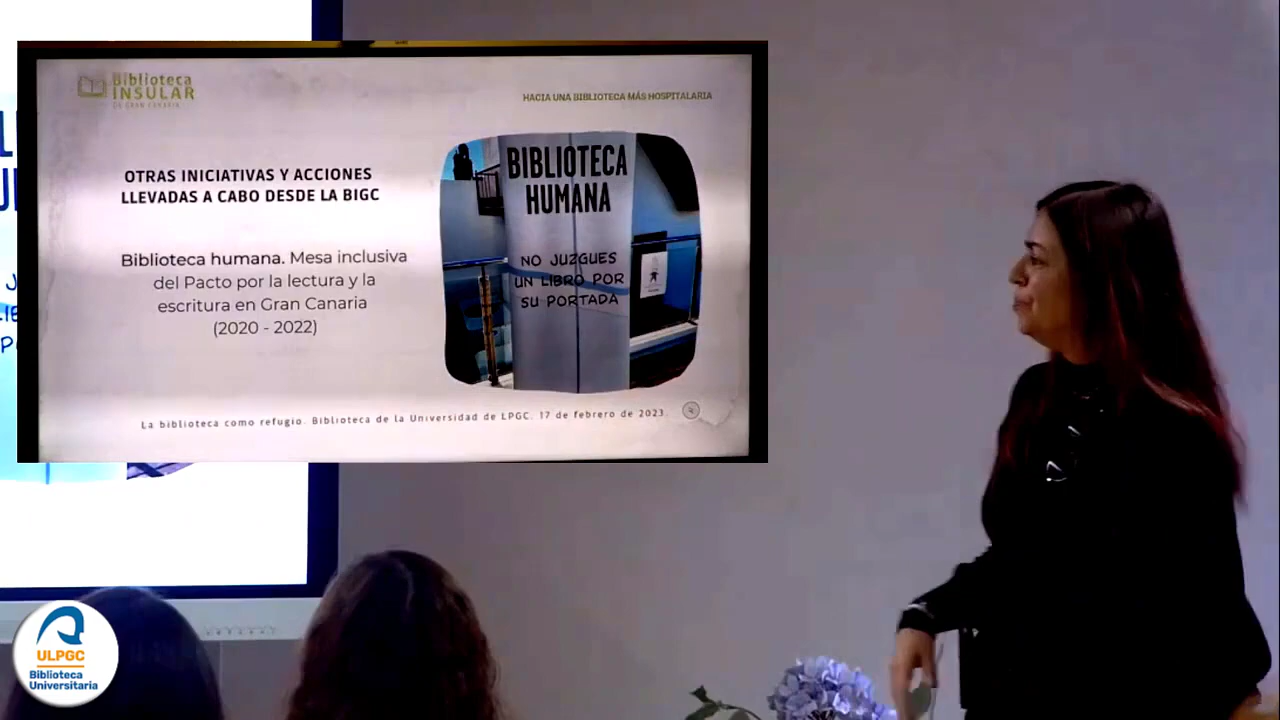 Biblioteca
INSULAR
DE GRAN CANARIA
HACIA UNA BIBLIOTECA MÁS HOSPITALARIA
OTRAS INICIATIVAS Y ACCIONES
LLEVADAS A CABO DESDE LA BIGC
Biblioteca humana. Mesa inclusiva
del Pacto por la lectura y la
escritura en Gran Canaria
(2020 - 2022)
BIBLIOTECA
HUMANA
NO JUZGUES
UN LIBRO POR
SU PORTADA
La biblioteca como refugio. Biblioteca de la Universidad de LPGC. 17 de febrero de 2023.
ULPGC
Biblioteca
Universitaria